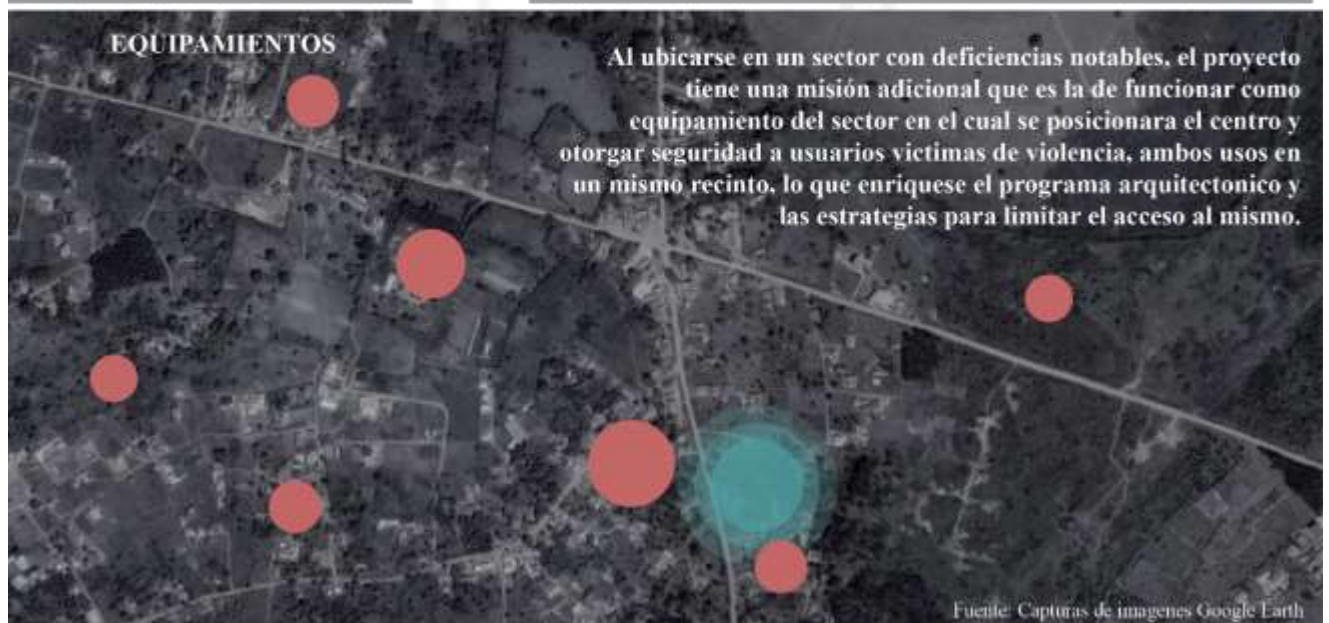 EQUIPAMIENTOS
Al ubicarse en un sector con deficiencias notables, el proyecto
tiene una misión adicional que es la de funcionar como
equipamiento del sector en el cual se posicionara el centro y
otorgar seguridad a usuarios victimas de violencia, ambos usos en
un mismo recinto, lo que enriquese el programa arquitectonico y
las estrategias para limitar el acceso al mismo.
Fuente: Capturas de imagenes Google Earth